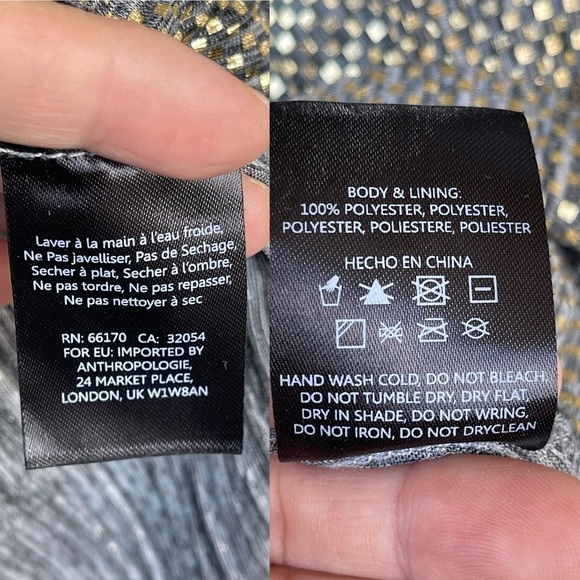 Laver à la main à l'eau froide,
Ne Pas javelliser, Pas de Sechage,
Secher à plat, Secher à l'ombre,
Ne pas tordre, Ne pas repasser,
Ne pas nettoyer à sec
RN: 66170 CA: 32054
FOR EU: IMPORTED BY
ANTHROPOLOGIE,
24 MARKET PLACE,
LONDON, UK W1W8AN
BODY & LINING:
100% POLYESTER, POLYESTER,
POLYESTER, POLIESTERE, POLIESTER
HECHO EN CHINA
HAND WASH COLD, DO NOT BLEACH,
DO NOT TUMBLE DRY, DRY FLAT,
DRY IN SHADE, DO NOT WRING,
DO NOT IRON, DO NOT DRYCLEAN